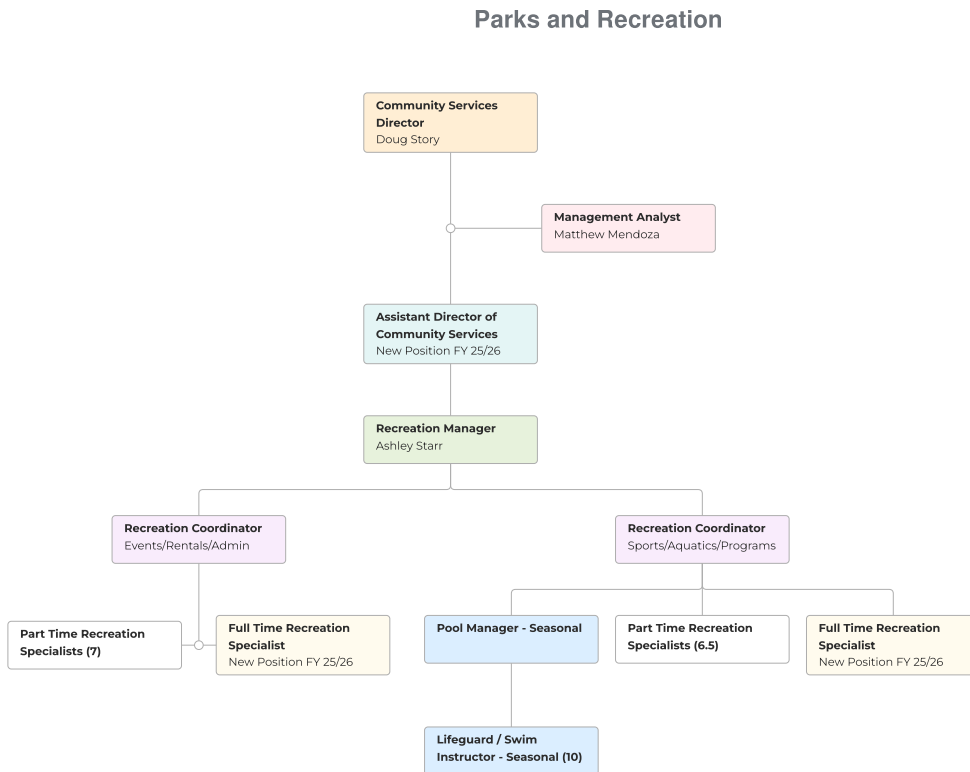 Parks and Recreation
Community Services
Director
Doug Story
Management Analyst
Matthew Mendoza
Assistant Director of
Community Services
New Position FY 25/26
Recreation Manager
Ashley Starr
Recreation Coordinator
Events/Rentals/Admin
Recreation Coordinator
Sports/Aquatics/Programs
Part Time Recreation
Specialists (7)
Full Time Recreation
Specialist
New Position FY 25/26
Pool Manager - Seasonal
Part Time Recreation
Specialists (6.5)
Full Time Recreation
Specialist
New Position FY 25/26
Lifeguard / Swim
Instructor - Seasonal (10)